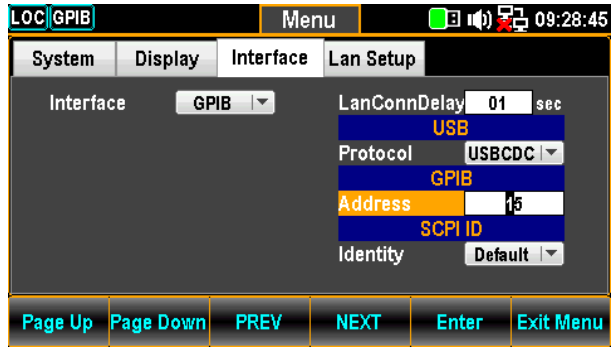 LOC GPIB Menu 09:28:45
System Display Interface Lan Setup
Interface GPIB LanConnDelay 01 sec
USB
Protocol USBCDC
GPIB
Address 15
SCPI ID
Identity Default
Page Up Page Down PREV NEXT Enter Exit Menu